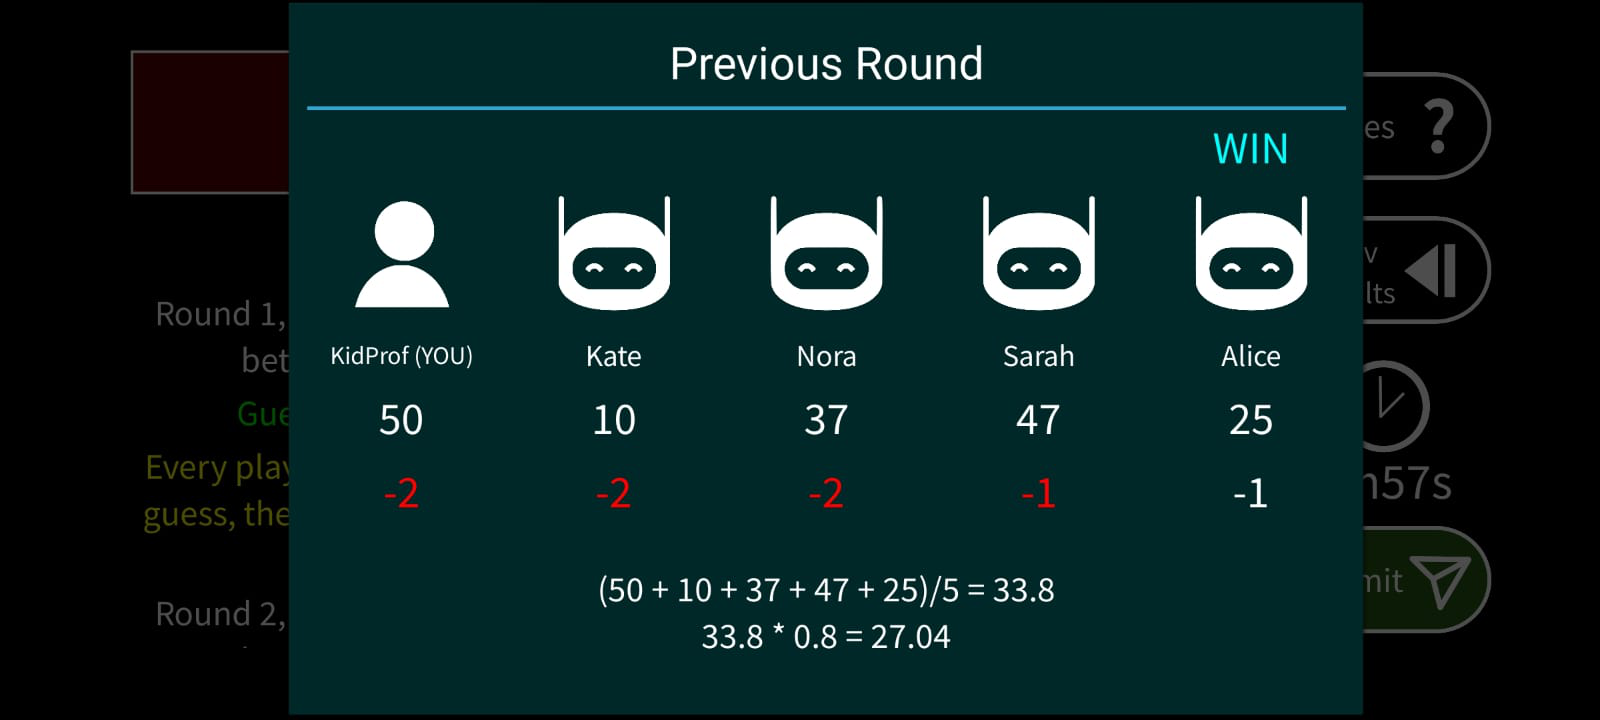 Previous Round
WIN
KidProf (YOU) Kate Nora Sarah Alice
50 10 37 47 25
-2 -2 -2 -1 -1
(50 + 10 + 37 + 47 + 25)/5 = 33.8
33.8 * 0.8 = 27.04
Round 1,
bet
Gue
Every play
guess, the
Round 2,
es ?
v
lts
57s
mit